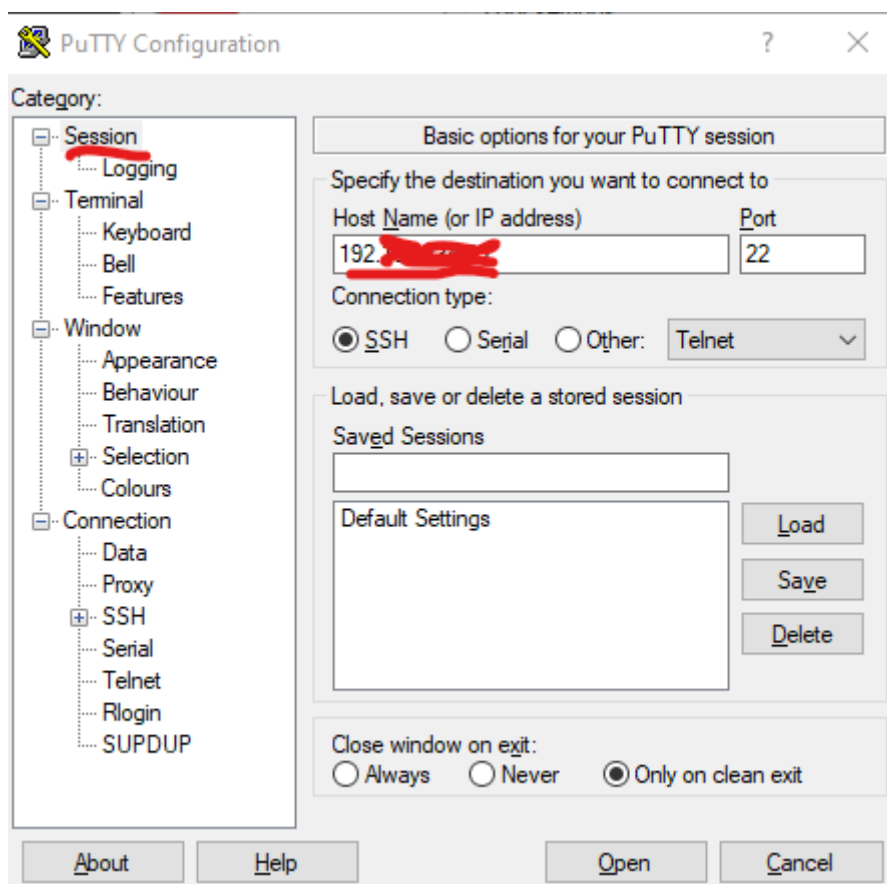 PuTTY Configuration
?
Category:
Session
Logging
Terminal
Keyboard
Bell
Features
Window
Appearance
Behaviour
Translation
Selection
Colours
Connection
Data
Proxy
SSH
Serial
Telnet
Rlogin
SUPDUP
Basic options for your PuTTY session
Specify the destination you want to connect to
Host Name (or IP address) Port
192. 22
Connection type:
SSH Serial Other: Telnet
Load, save or delete a stored session
Saved Sessions
Default Settings
Load
Save
Delete
Close window on exit:
Always Never Only on clean exit
About Help Open Cancel